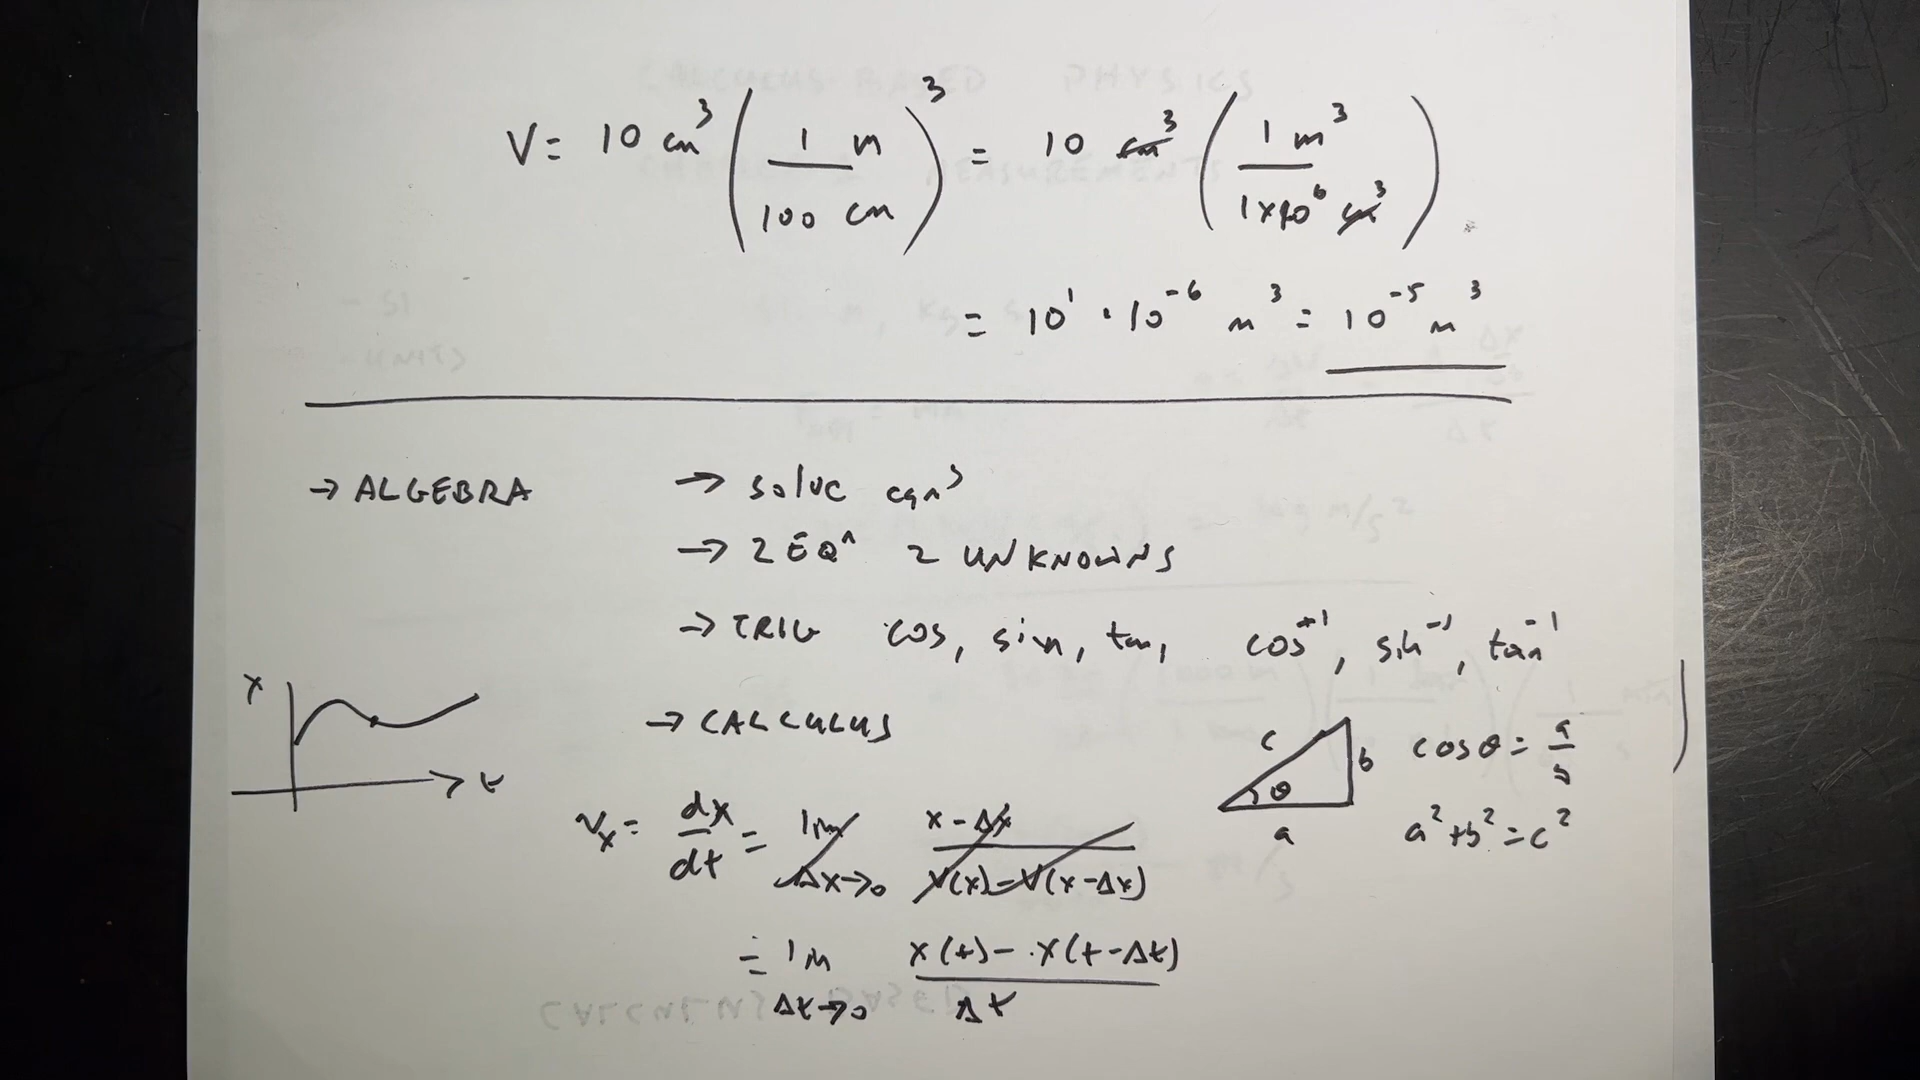 V = 10 cm³ ( 1 m / 100 cm )³ = 10 cm³ ( 1 m³ / 1×10⁶ cm³ )
= 10¹ · 10⁻⁶ m³ = 10⁻⁵ m³
→ ALGEBRA → solve eqnˢ
→ 2 EQⁿ 2 UNKNOWNS
→ TRIG cos, sin, tan, cos⁻¹, sin⁻¹, tan⁻¹
x
t
→ CALCULUS
c b θ a
cos θ = a/b
a² + b² = c²
vₓ = dx/dt = lim Δx→0 x - Δx / V(x) - V(x - Δx)
= lim Δt→0 x(t) - x(t - Δt) / Δt